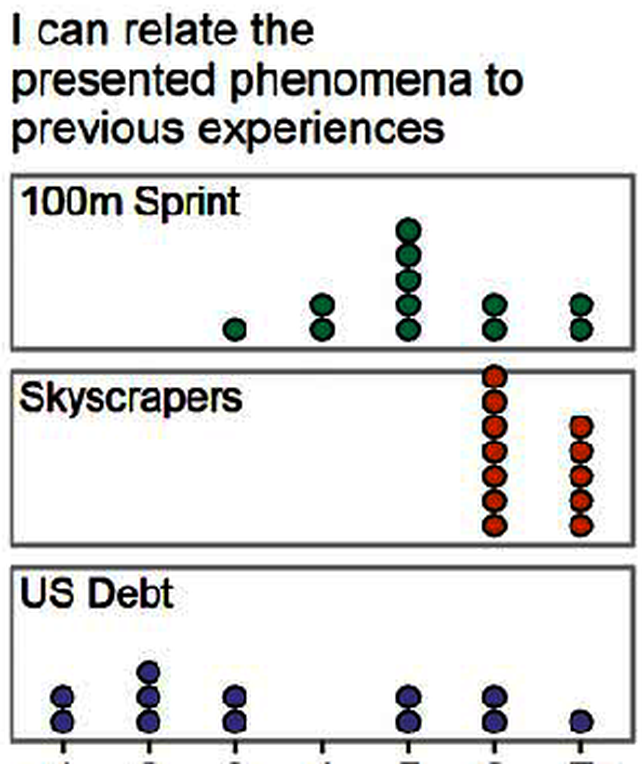 I can relate the
presented phenomena to
previous experiences
100m Sprint
Skyscrapers
US Debt